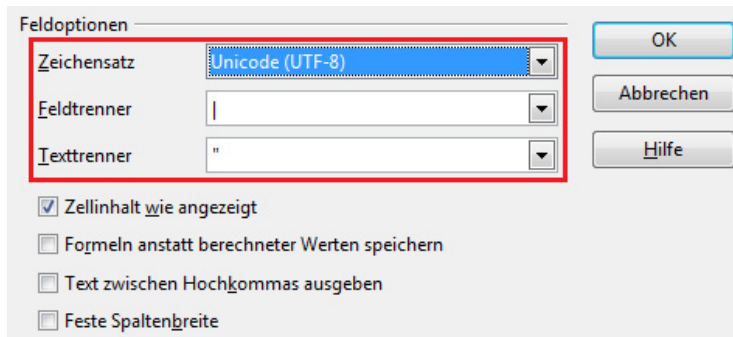 Feldoptionen
OK
Zeichensatz Unicode (UTF-8)
Abbrechen
Feldtrenner |
Hilfe
Texttrenner "
Zellinhalt wie angezeigt
Formeln anstatt berechneter Werten speichern
Text zwischen Hochkommas ausgeben
Feste Spaltenbreite